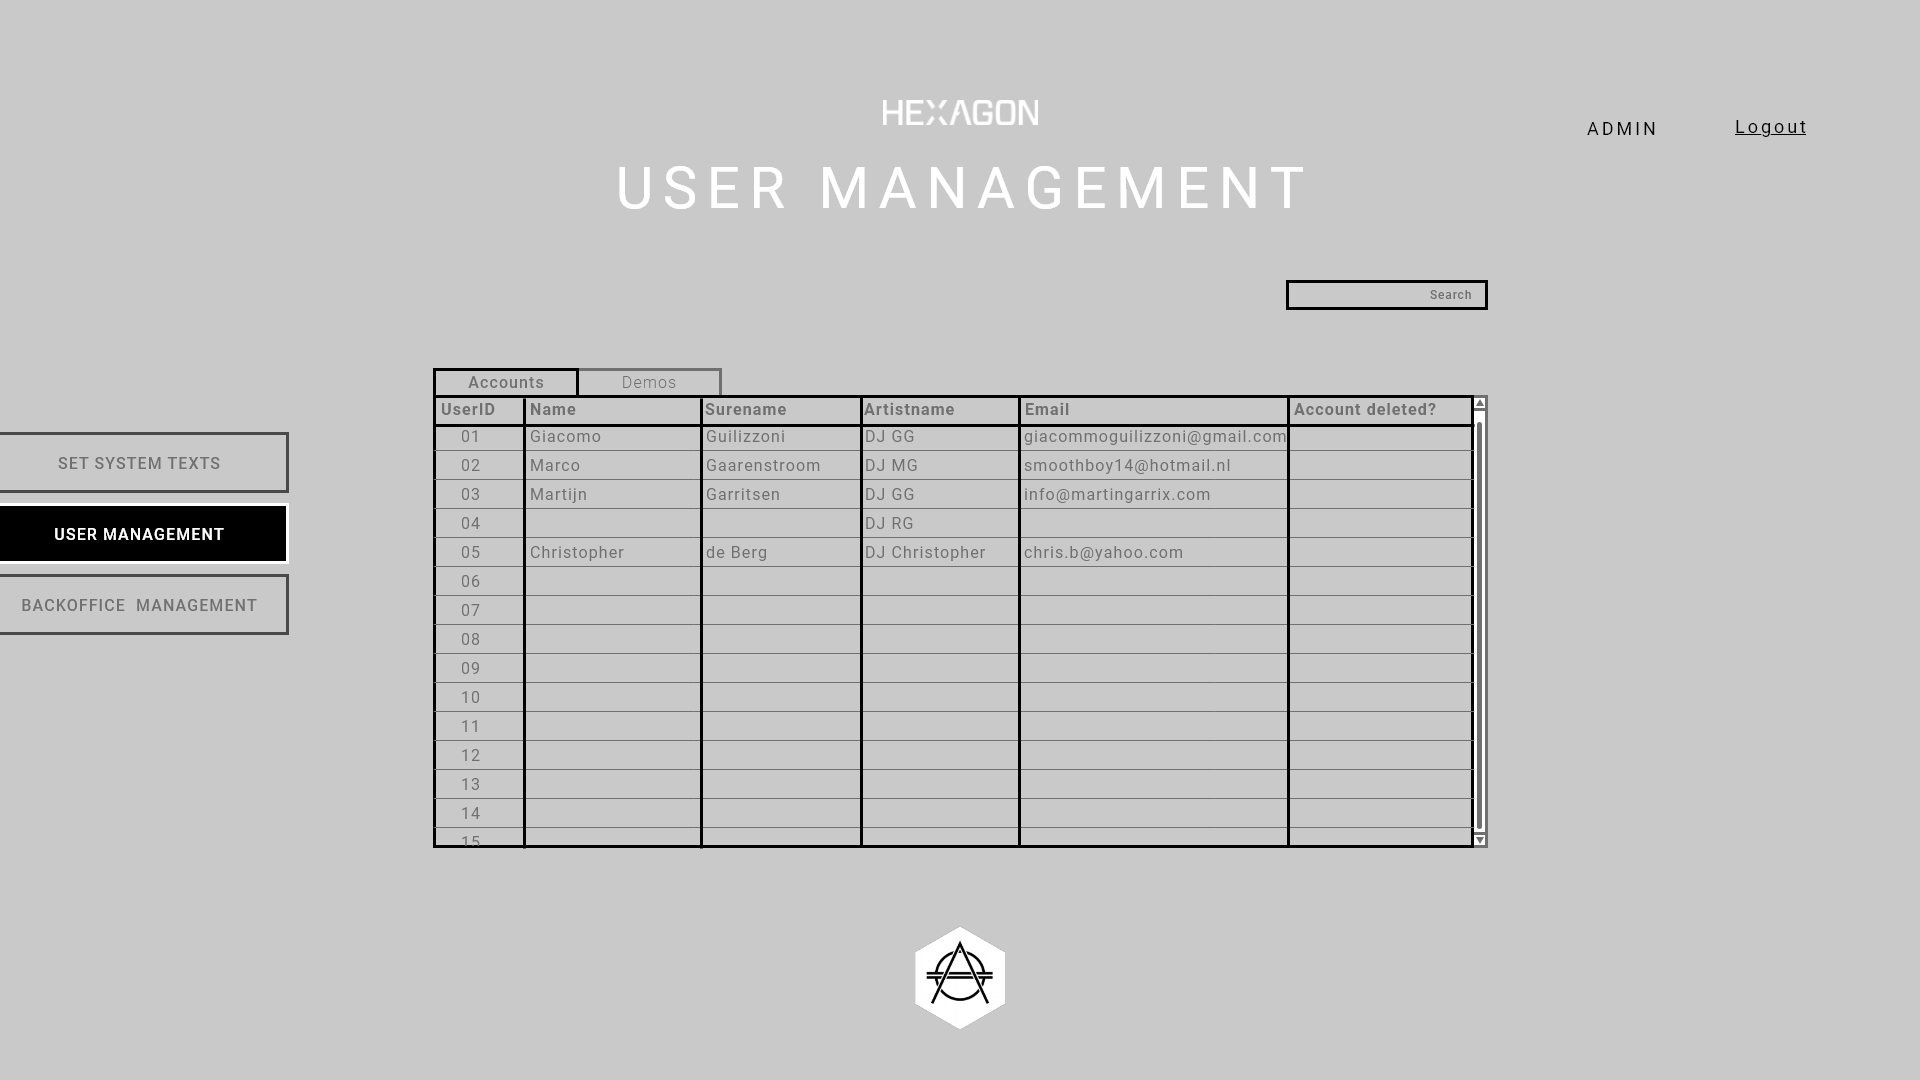 HEXAGON
ADMIN
Logout
USER MANAGEMENT
Search
Accounts Demos
UserID Name Surename Artistname Email Account deleted?
01 Giacomo Guilizzoni DJ GG giacommoguilizzoni@gmail.com
02 Marco Gaarenstroom DJ MG smoothboy14@hotmail.nl
03 Martijn Garritsen DJ GG info@martingarrix.com
04 DJ RG
05 Christopher de Berg DJ Christopher chris.b@yahoo.com
06
07
08
09
10
11
12
13
14
15
SET SYSTEM TEXTS
USER MANAGEMENT
BACKOFFICE MANAGEMENT